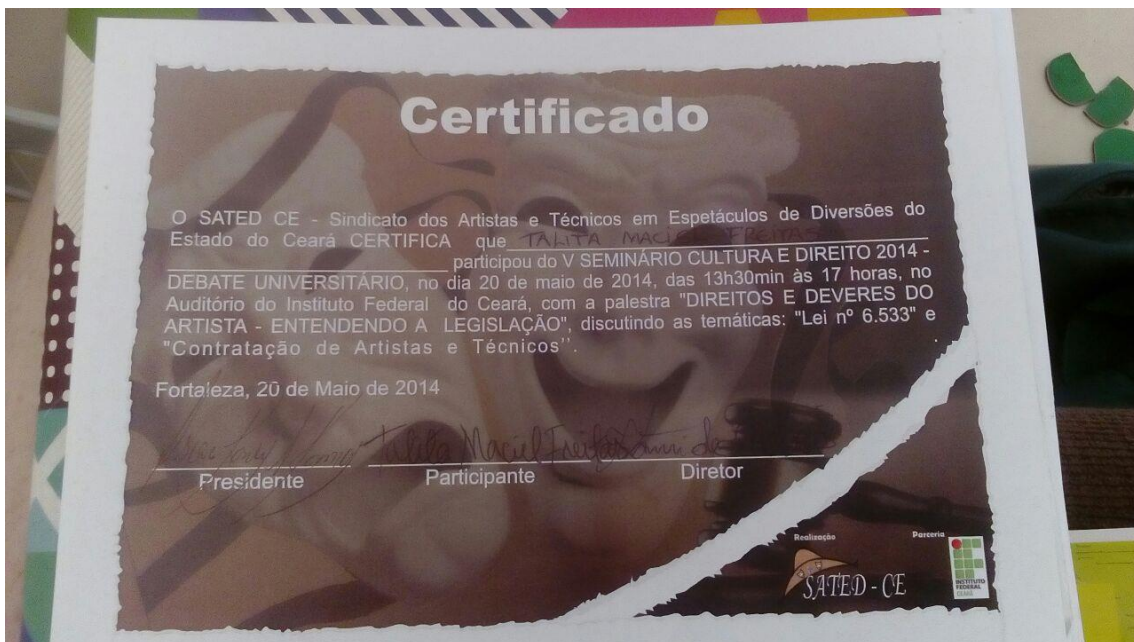 Certificado
O SATED CE - Sindicato dos Artistas e Técnicos em Espetáculos de Diversões do
Estado do Ceará CERTIFICA que TALITA MACIEL FREITAS
participou do V SEMINÁRIO CULTURA E DIREITO 2014 -
DEBATE UNIVERSITÁRIO, no dia 20 de maio de 2014, das 13h30min às 17 horas, no
Auditório do Instituto Federal do Ceará, com a palestra "DIREITOS E DEVERES DO
ARTISTA - ENTENDENDO A LEGISLAÇÃO", discutindo as temáticas: "Lei nº 6.533" e
"Contratação de Artistas e Técnicos''.
Fortaleza, 20 de Maio de 2014
Talita Maciel Freitas
Presidente Participante Diretor
Realização Parceria
SATED - CE
INSTITUTO
FEDERAL
CEARÁ